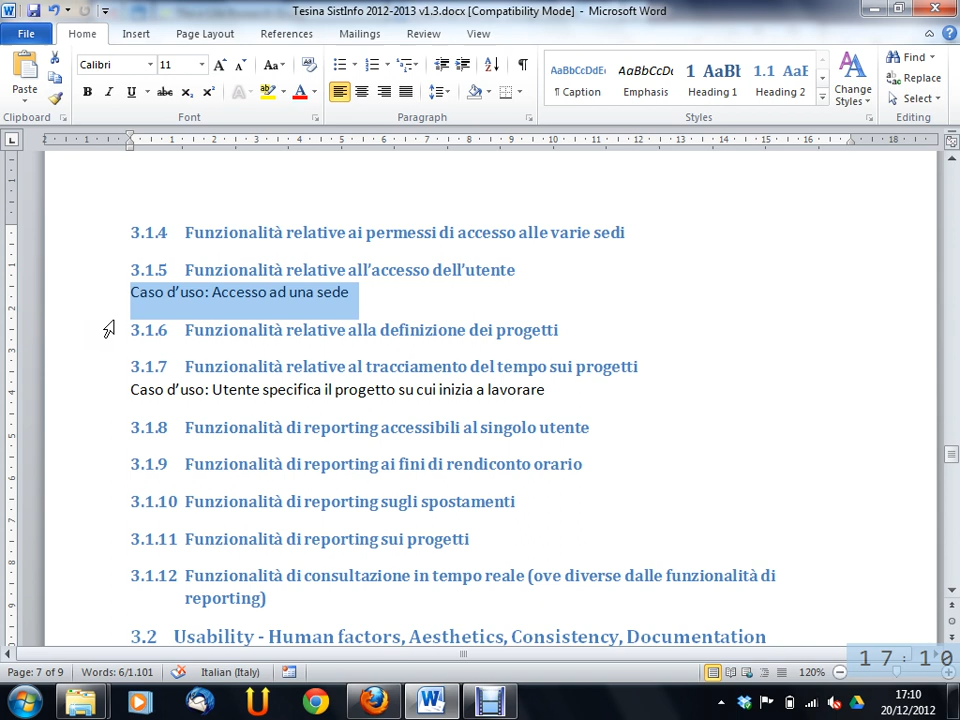 Tesina SistInfo 2012-2013 v1.3.docx [Compatibility Mode] - Microsoft Word
File Home Insert Page Layout References Mailings Review View
Paste
Calibri 11
Find
Replace
Select
¶ Caption Emphasis Heading 1 Heading 2
Change Styles
Clipboard Font Paragraph Styles Editing
3.1.4 Funzionalità relative ai permessi di accesso alle varie sedi
3.1.5 Funzionalità relative all’accesso dell’utente
Caso d’uso: Accesso ad una sede
3.1.6 Funzionalità relative alla definizione dei progetti
3.1.7 Funzionalità relative al tracciamento del tempo sui progetti
Caso d’uso: Utente specifica il progetto su cui inizia a lavorare
3.1.8 Funzionalità di reporting accessibili al singolo utente
3.1.9 Funzionalità di reporting ai fini di rendiconto orario
3.1.10 Funzionalità di reporting sugli spostamenti
3.1.11 Funzionalità di reporting sui progetti
3.1.12 Funzionalità di consultazione in tempo reale (ove diverse dalle funzionalità di
reporting)
3.2 Usability - Human factors, Aesthetics, Consistency, Documentation
17:10
Page: 7 of 9 Words: 6/1.101 Italian (Italy) 120%
17:10
20/12/2012